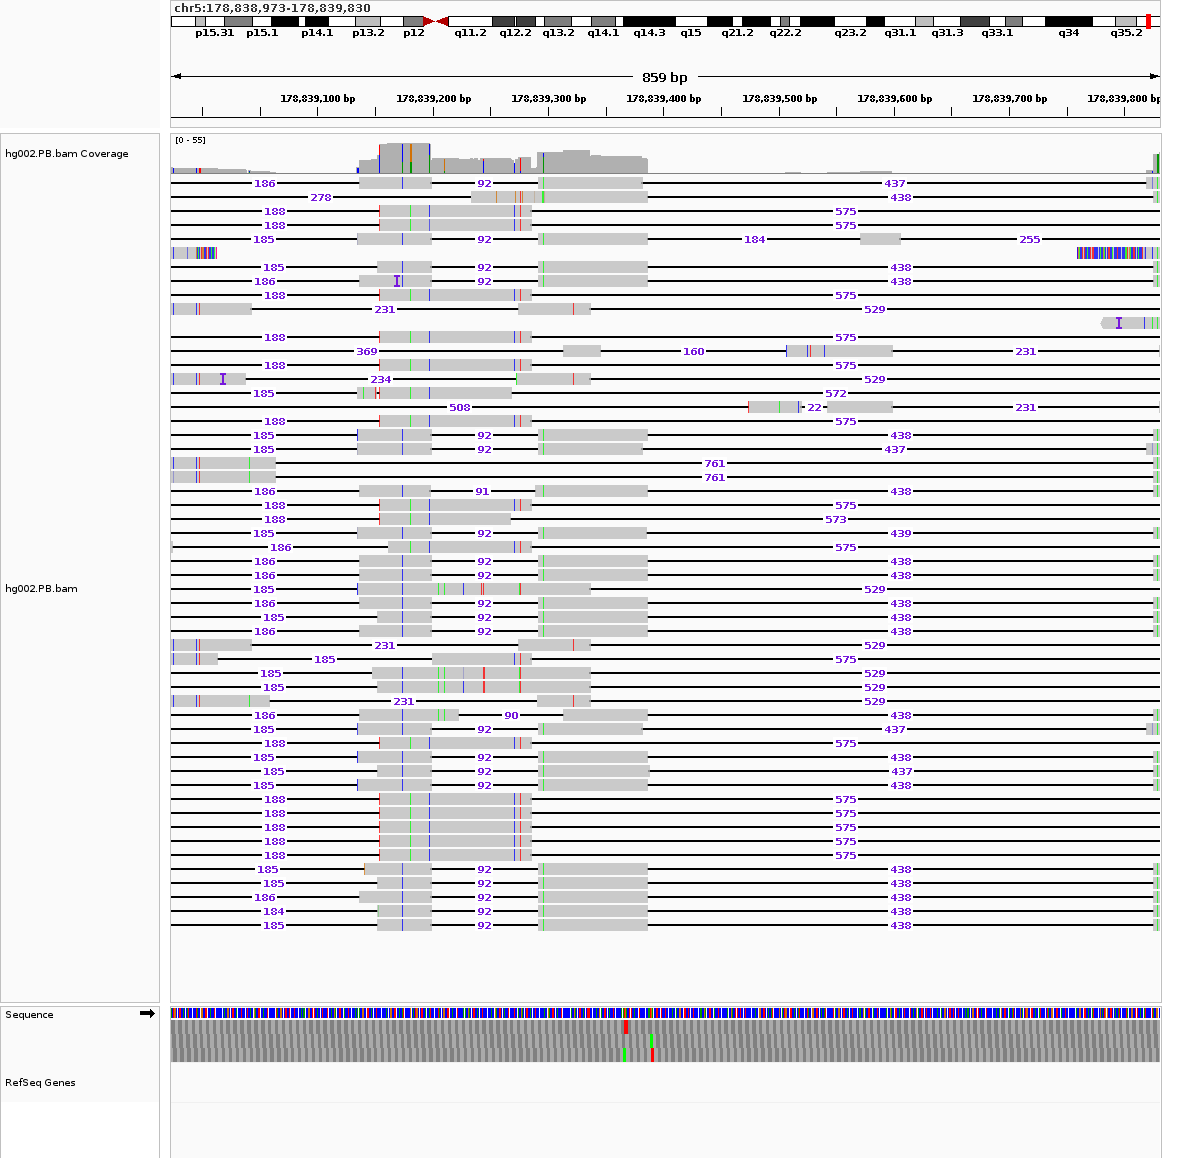 chr5:178,838,973-178,839,830
p15.31 p15.1 p14.1 p13.2 p12 q11.2 q12.2 q13.2 q14.1 q14.3 q15 q21.2 q22.2 q23.2 q31.1 q31.3 q33.1 q34 q35.2
859 bp
178,839,100 bp 178,839,200 bp 178,839,300 bp 178,839,400 bp 178,839,500 bp 178,839,600 bp 178,839,700 bp 178,839,800 bp
[0 - 55]
hg002.PB.bam Coverage
186 92 437
278 438
188 575
188 575
185 92 184 255
185 92 438
186 I 92 438
188 575
231 529
I
188 575
369 160 231
188 575
I 234 529
185 572
508 22 231
188 575
185 92 438
185 92 437
761
761
186 91 438
188 575
188 573
185 92 439
186 575
186 92 438
186 92 438
hg002.PB.bam
185 529
186 92 438
185 92 438
186 92 438
231 529
185 575
185 529
185 529
231 529
186 90 438
185 92 437
188 575
185 92 438
185 92 437
185 92 438
188 575
188 575
188 575
188 575
188 575
185 92 438
185 92 438
186 92 438
184 92 438
185 92 438
Sequence
RefSeq Genes